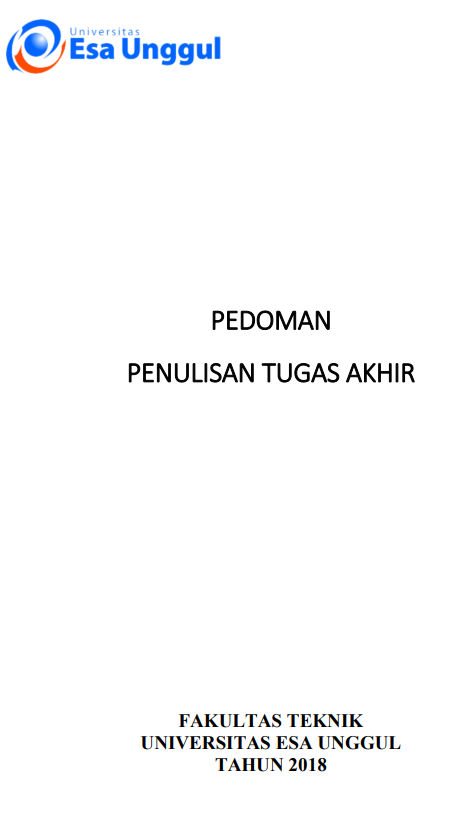 Universitas
Esa Unggul
PEDOMAN
PENULISAN TUGAS AKHIR
FAKULTAS TEKNIK
UNIVERSITAS ESA UNGGUL
TAHUN 2018